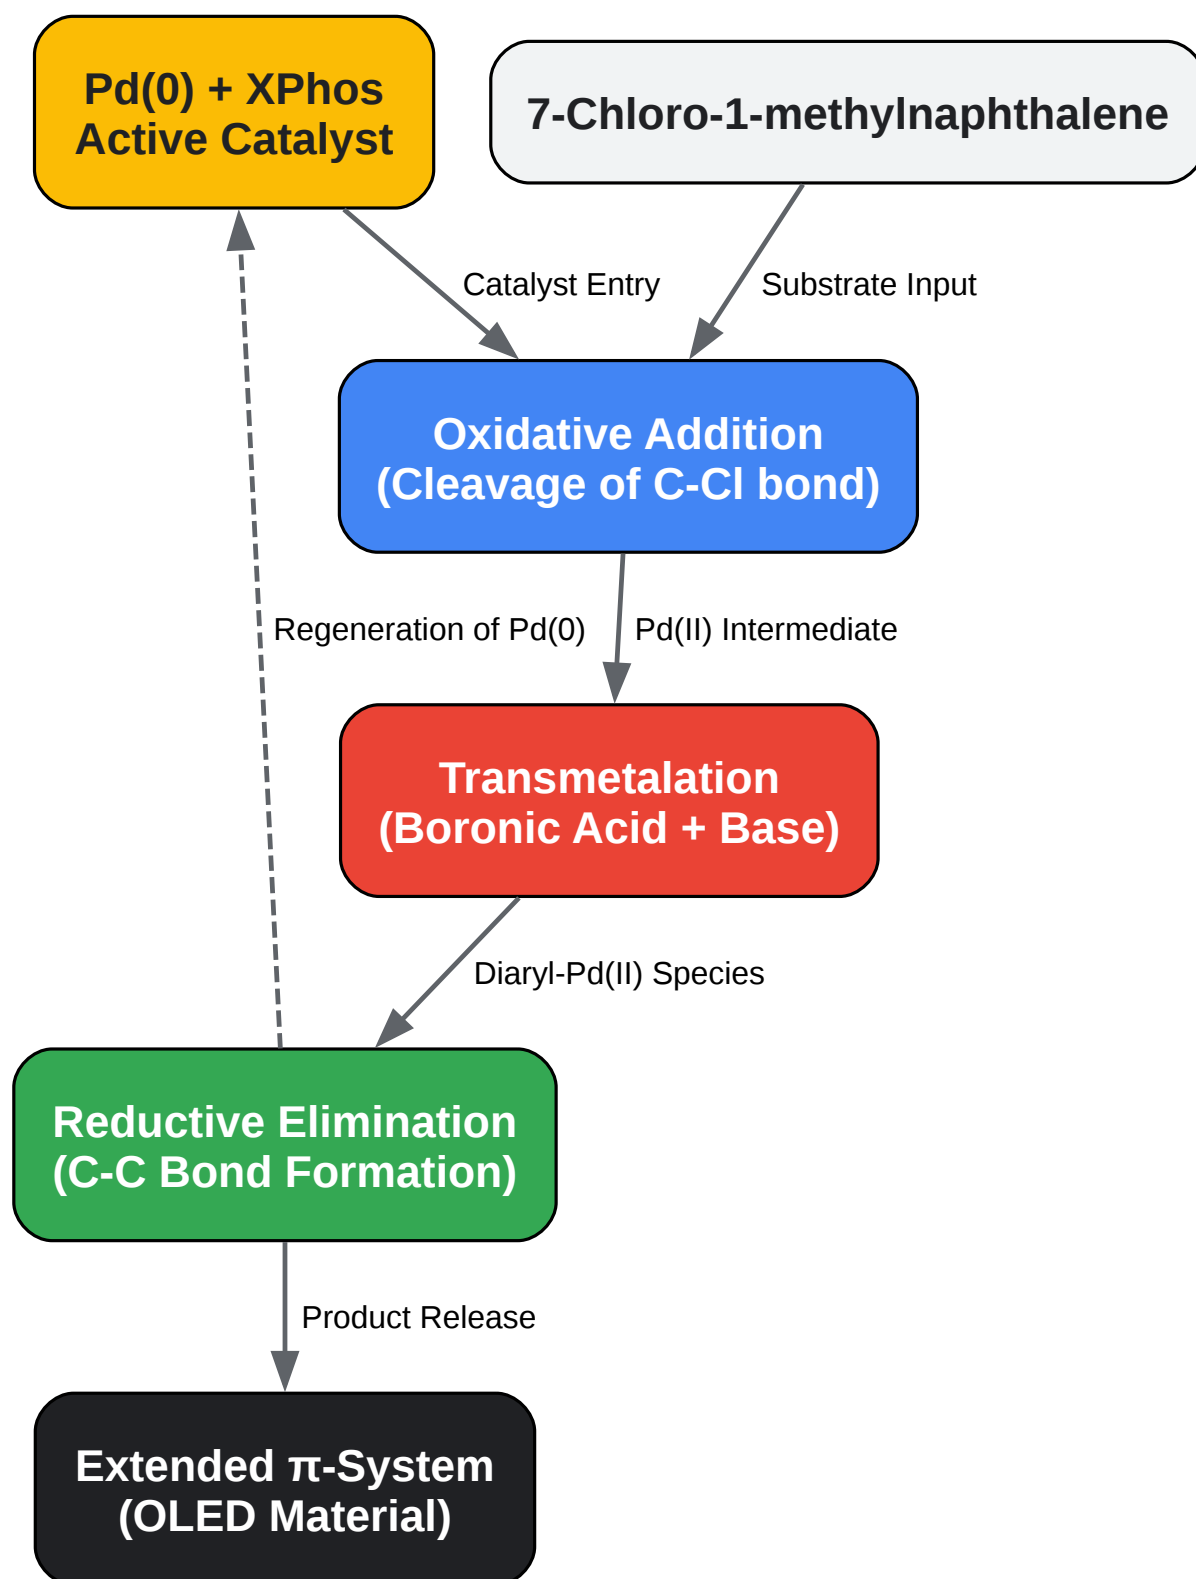 Pd(0) + XPhos
Active Catalyst
7-Chloro-1-methylnaphthalene
Catalyst Entry
Substrate Input
Oxidative Addition
(Cleavage of C-Cl bond)
Regeneration of Pd(0)
Pd(II) Intermediate
Transmetalation
(Boronic Acid + Base)
Diaryl-Pd(II) Species
Reductive Elimination
(C-C Bond Formation)
Product Release
Extended π-System
(OLED Material)